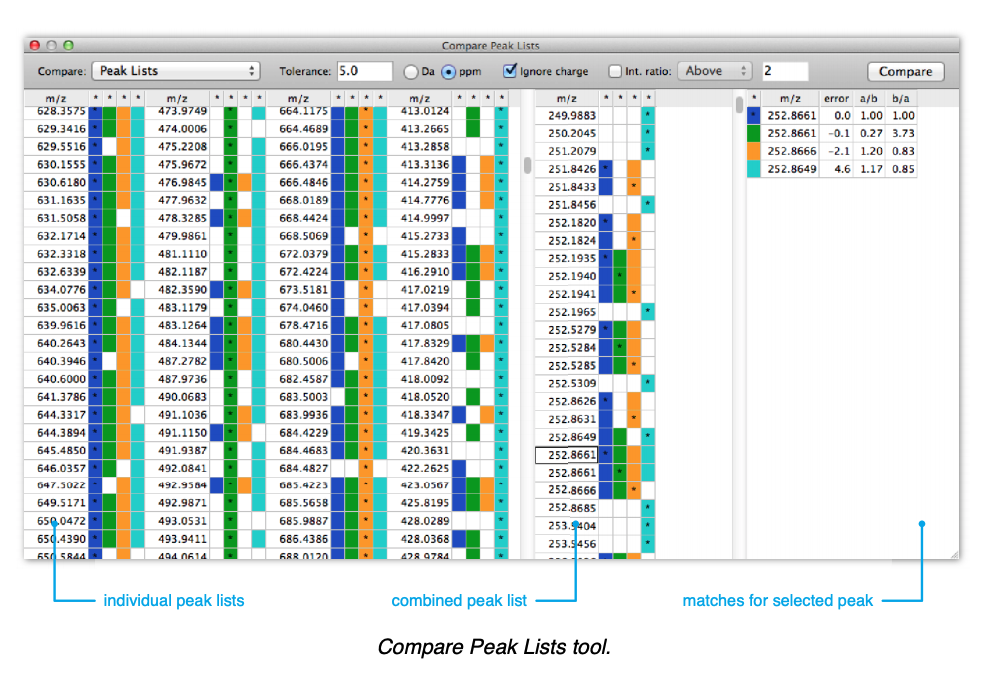 Compare Peak Lists
Compare: Peak Lists Tolerance: 5.0 Da ppm Ignore charge Int. ratio: Above 2 Compare
m/z * * * * m/z * * * * m/z * * * * m/z * * * *
628.3575 * 473.9749 * 664.1175 * 413.0124 *
629.3416 * 474.0006 * 664.4689 * 413.2665 *
629.5516 * 475.2208 * 666.0195 * 413.2858 *
630.1555 * 475.9672 * 666.4374 * 413.3136 *
630.6180 * 476.9845 * 666.4846 * 414.2759 *
631.1635 * 477.9632 * 668.0189 * 414.7776 *
631.5058 * 478.3285 * 668.4424 * 414.9997 *
632.1714 * 479.9861 * 668.5069 * 415.2733 *
632.3318 * 481.1110 * 672.0379 * 415.2833 *
632.6339 * 482.1187 * 672.4224 * 416.2910 *
634.0776 * 482.3590 * 673.5181 * 417.0219 *
635.0063 * 483.1179 * 674.0460 * 417.0394 *
639.9616 * 483.1264 * 678.4716 * 417.0805 *
640.2643 * 484.1344 * 680.4430 * 417.8329 *
640.3946 * 487.2782 * 680.5006 * 417.8420 *
640.6000 * 487.9736 * 682.4587 * 418.0092 *
641.3786 * 490.0683 * 683.5003 * 418.0520 *
644.3317 * 491.1036 * 683.9936 * 418.3347 *
644.3894 * 491.1150 * 684.4229 * 419.3425 *
645.4850 * 491.9387 * 684.4683 * 420.3631 *
646.0357 * 492.0841 * 684.4827 * 422.2625 *
647.5022 * 492.9584 * 685.4223 * 423.0567 *
649.5171 * 492.9871 * 685.5658 * 425.8195 *
650.0472 * 493.0531 * 685.9887 * 428.0289 *
650.4390 * 493.9411 * 686.4386 * 428.0368 *
650.5844 * 494.0614 * 688.0120 * 428.9784 *
m/z * * * *
249.9883 *
250.2045 *
251.2079 *
251.8426 *
251.8433 *
251.8456 *
252.1820 *
252.1824 *
252.1935 *
252.1940 *
252.1941 *
252.1965 *
252.5279 *
252.5284 *
252.5285 *
252.5309 *
252.8626 *
252.8631 *
252.8649 *
252.8661 *
252.8661 *
252.8666 *
252.8685 *
253.5404 *
253.5456 *
* m/z error a/b b/a
* 252.8661 0.0 1.00 1.00
252.8661 -0.1 0.27 3.73
252.8666 -2.1 1.20 0.83
252.8649 4.6 1.17 0.85
individual peak lists combined peak list matches for selected peak
Compare Peak Lists tool.